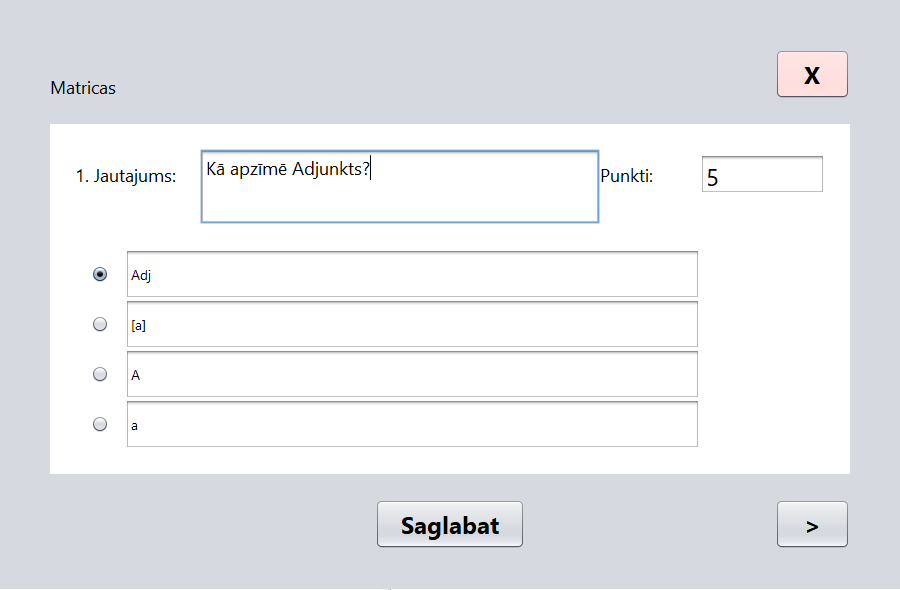 Matricas
X
1. Jautajums:
Kā apzīmē Adjunkts?
Punkti:
5
Adj
[a]
A
a
Saglabat
>